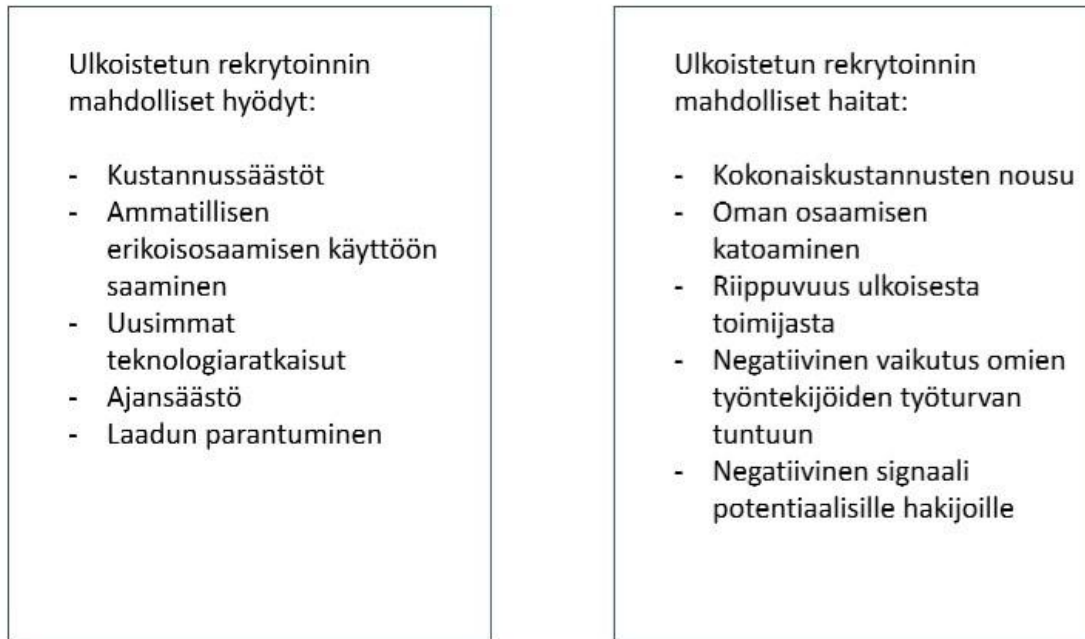 Ulkoistetun rekrytoinnin
mahdolliset hyödyt:
- Kustannussäästöt
- Ammatillisen
erikoisosaamisen käyttöön
saaminen
- Uusimmat
teknologiaratkaisut
- Ajansäästö
- Laadun parantuminen
Ulkoistetun rekrytoinnin
mahdolliset haitat:
- Kokonaiskustannusten nousu
- Oman osaamisen
katoaminen
- Riippuvuus ulkoisesta
toimijasta
- Negatiivinen vaikutus omien
työntekijöiden työturvan
tuntuun
- Negatiivinen signaali
potentiaalisille hakijoille